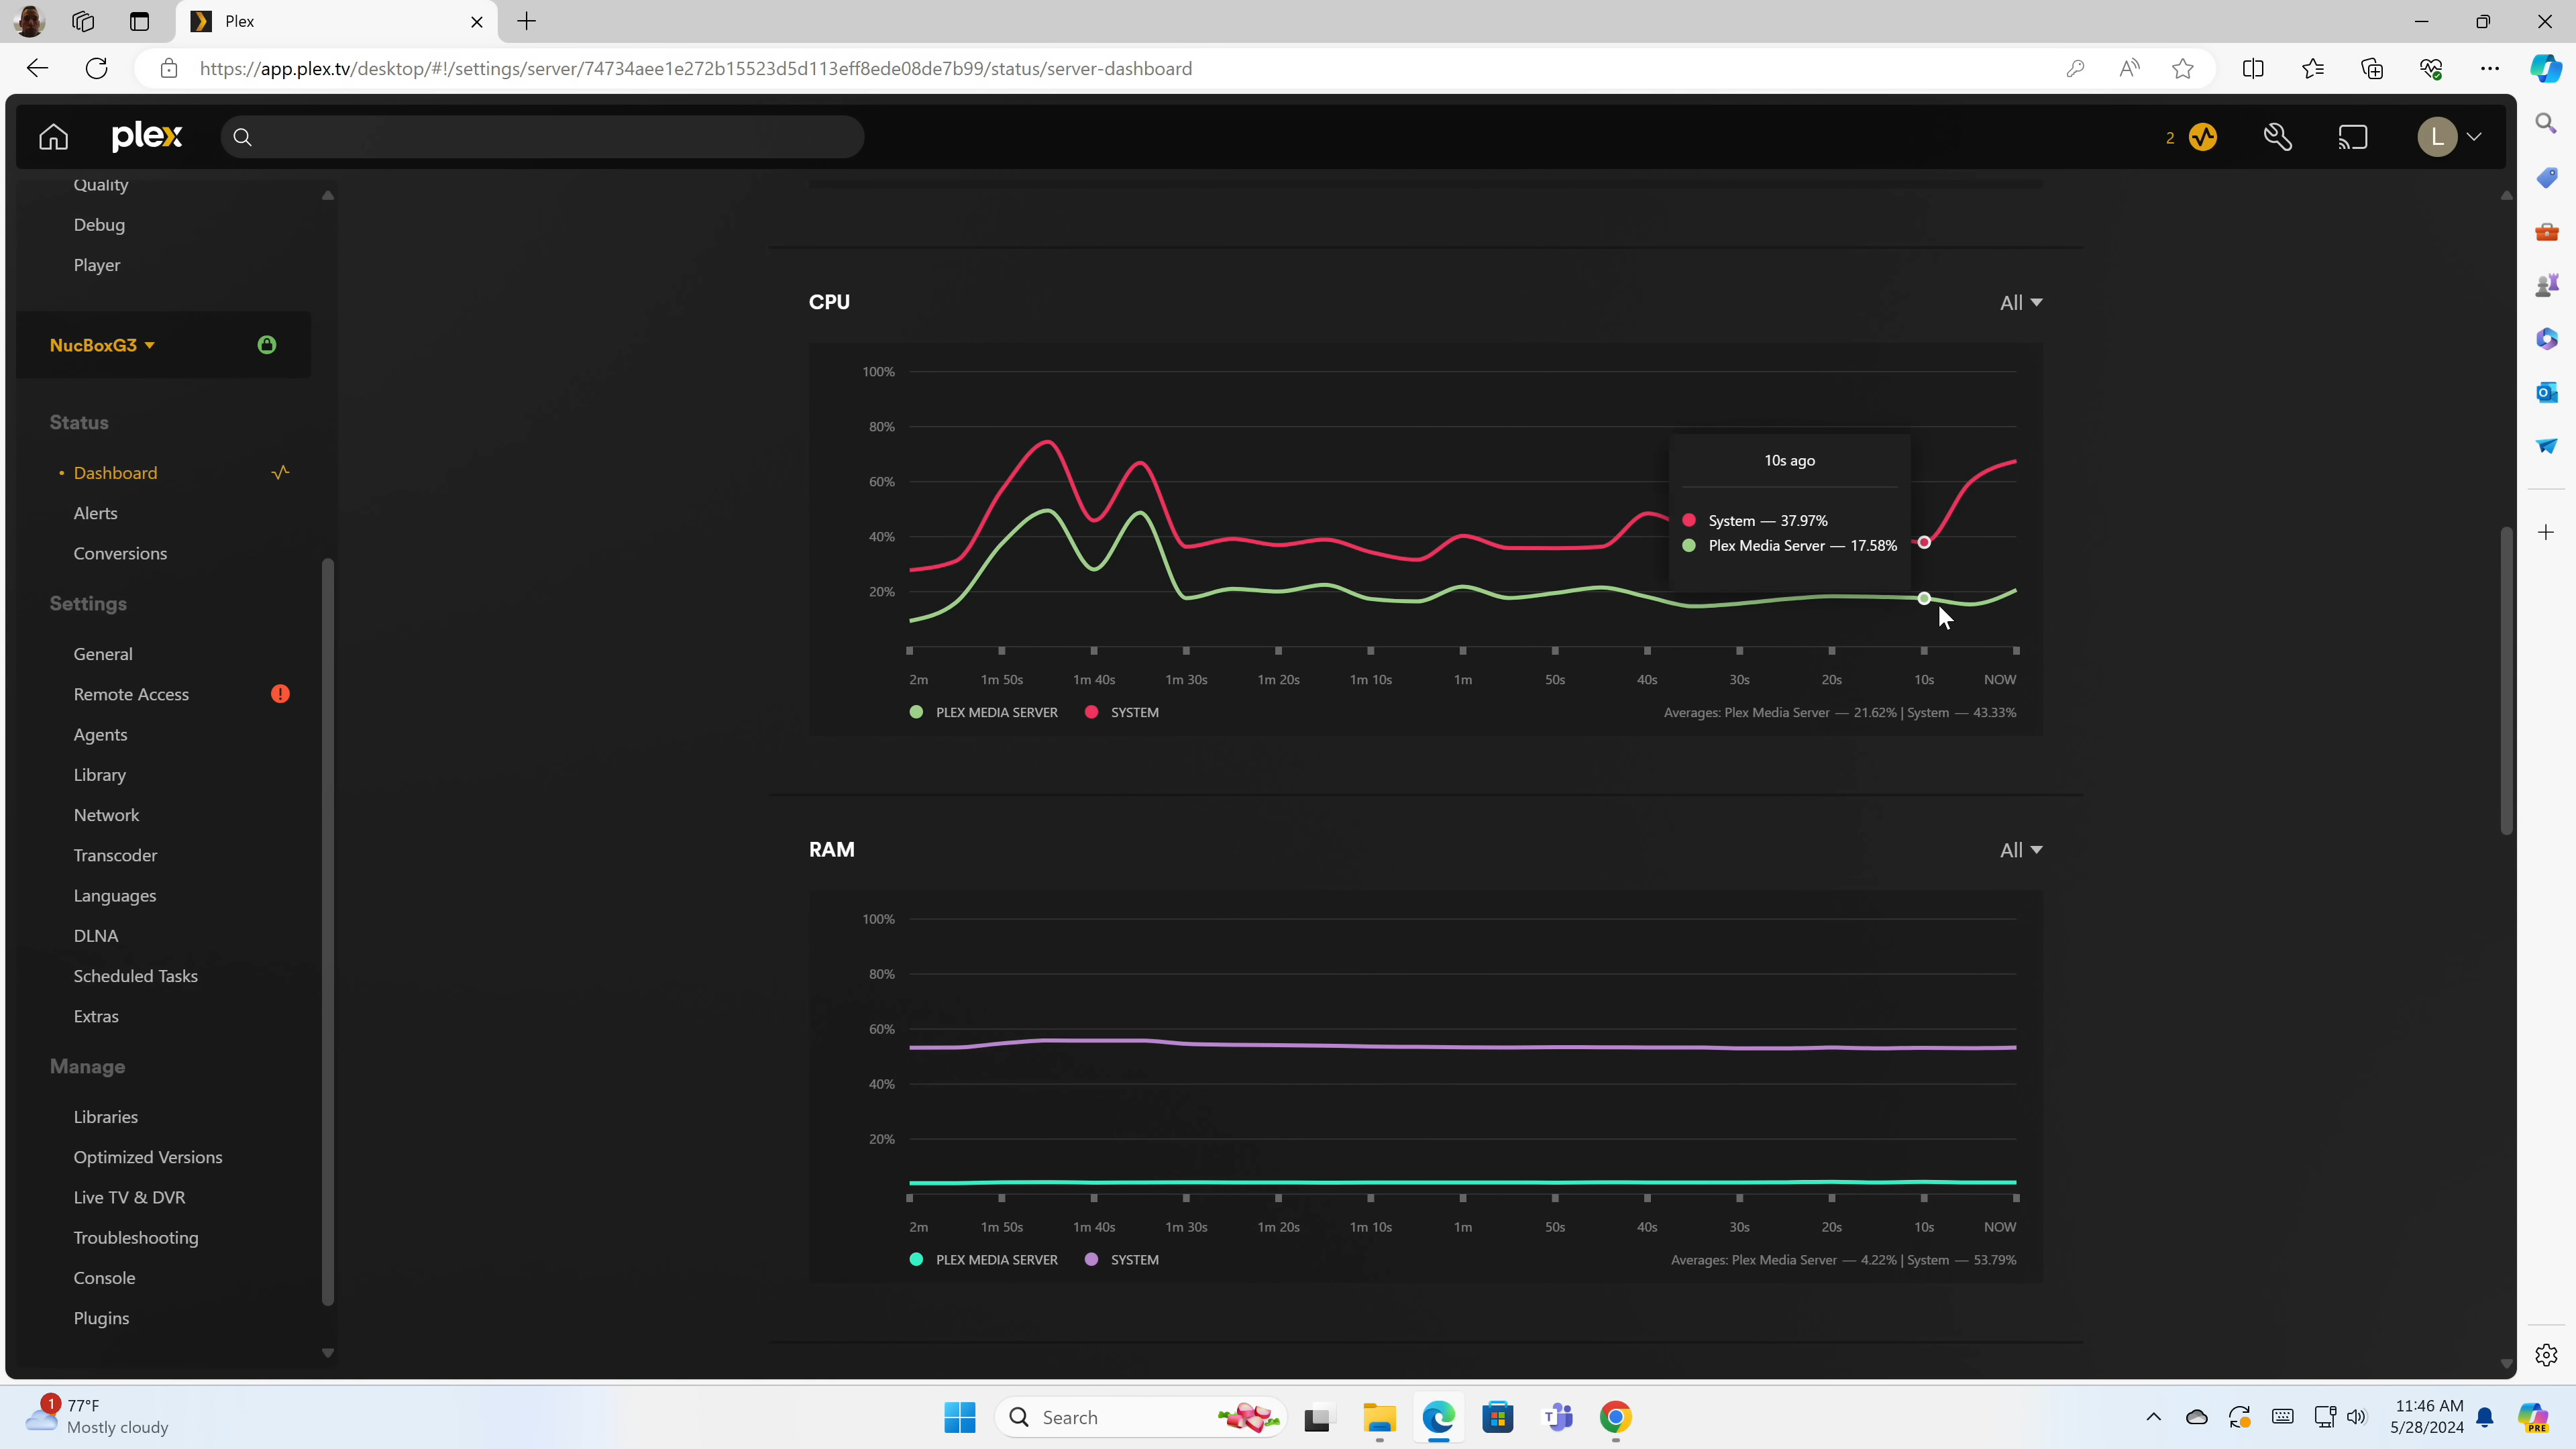 Plex
https://app.plex.tv/desktop/#!/settings/server/74734aee1e272b15523d5d113eff8ede08de7b99/status/server-dashboard
plex
2
L
Quality
Debug
Player
NucBoxG3
Status
Dashboard
Alerts
Conversions
Settings
General
Remote Access
Agents
Library
Network
Transcoder
Languages
DLNA
Scheduled Tasks
Extras
Manage
Libraries
Optimized Versions
Live TV & DVR
Troubleshooting
Console
Plugins
CPU
All
100%
80%
60%
40%
20%
10s ago
System — 37.97%
Plex Media Server — 17.58%
2m 1m 50s 1m 40s 1m 30s 1m 20s 1m 10s 1m 50s 40s 30s 20s 10s NOW
PLEX MEDIA SERVER SYSTEM Averages: Plex Media Server — 21.62% | System — 43.33%
RAM
All
100%
80%
60%
40%
20%
2m 1m 50s 1m 40s 1m 30s 1m 20s 1m 10s 1m 50s 40s 30s 20s 10s NOW
PLEX MEDIA SERVER SYSTEM Averages: Plex Media Server — 4.22% | System — 53.79%
1
77°F
Mostly cloudy
Search
11:46 AM
5/28/2024
PRE